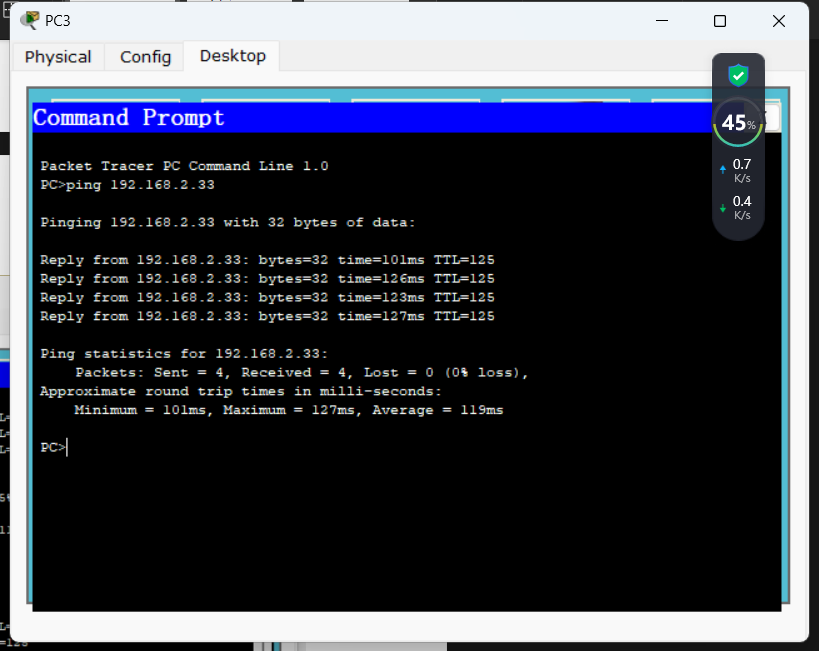 PC3
Physical
Config
Desktop
Command Prompt
45%
0.7
K/s
0.4
K/s
Packet Tracer PC Command Line 1.0
PC>ping 192.168.2.33
Pinging 192.168.2.33 with 32 bytes of data:
Reply from 192.168.2.33: bytes=32 time=101ms TTL=125
Reply from 192.168.2.33: bytes=32 time=126ms TTL=125
Reply from 192.168.2.33: bytes=32 time=123ms TTL=125
Reply from 192.168.2.33: bytes=32 time=127ms TTL=125
Ping statistics for 192.168.2.33:
Packets: Sent = 4, Received = 4, Lost = 0 (0% loss),
Approximate round trip times in milli-seconds:
Minimum = 101ms, Maximum = 127ms, Average = 119ms
PC>